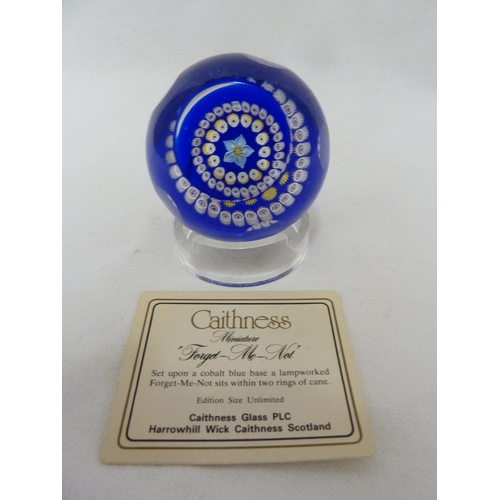 Caithness
Miniature
"Forget-Me-Not"
Set upon a cobalt blue base a lampworked
Forget-Me-Not sits within two rings of cane.
Edition Size Unlimited
Caithness Glass PLC
Harrowhill Wick Caithness Scotland